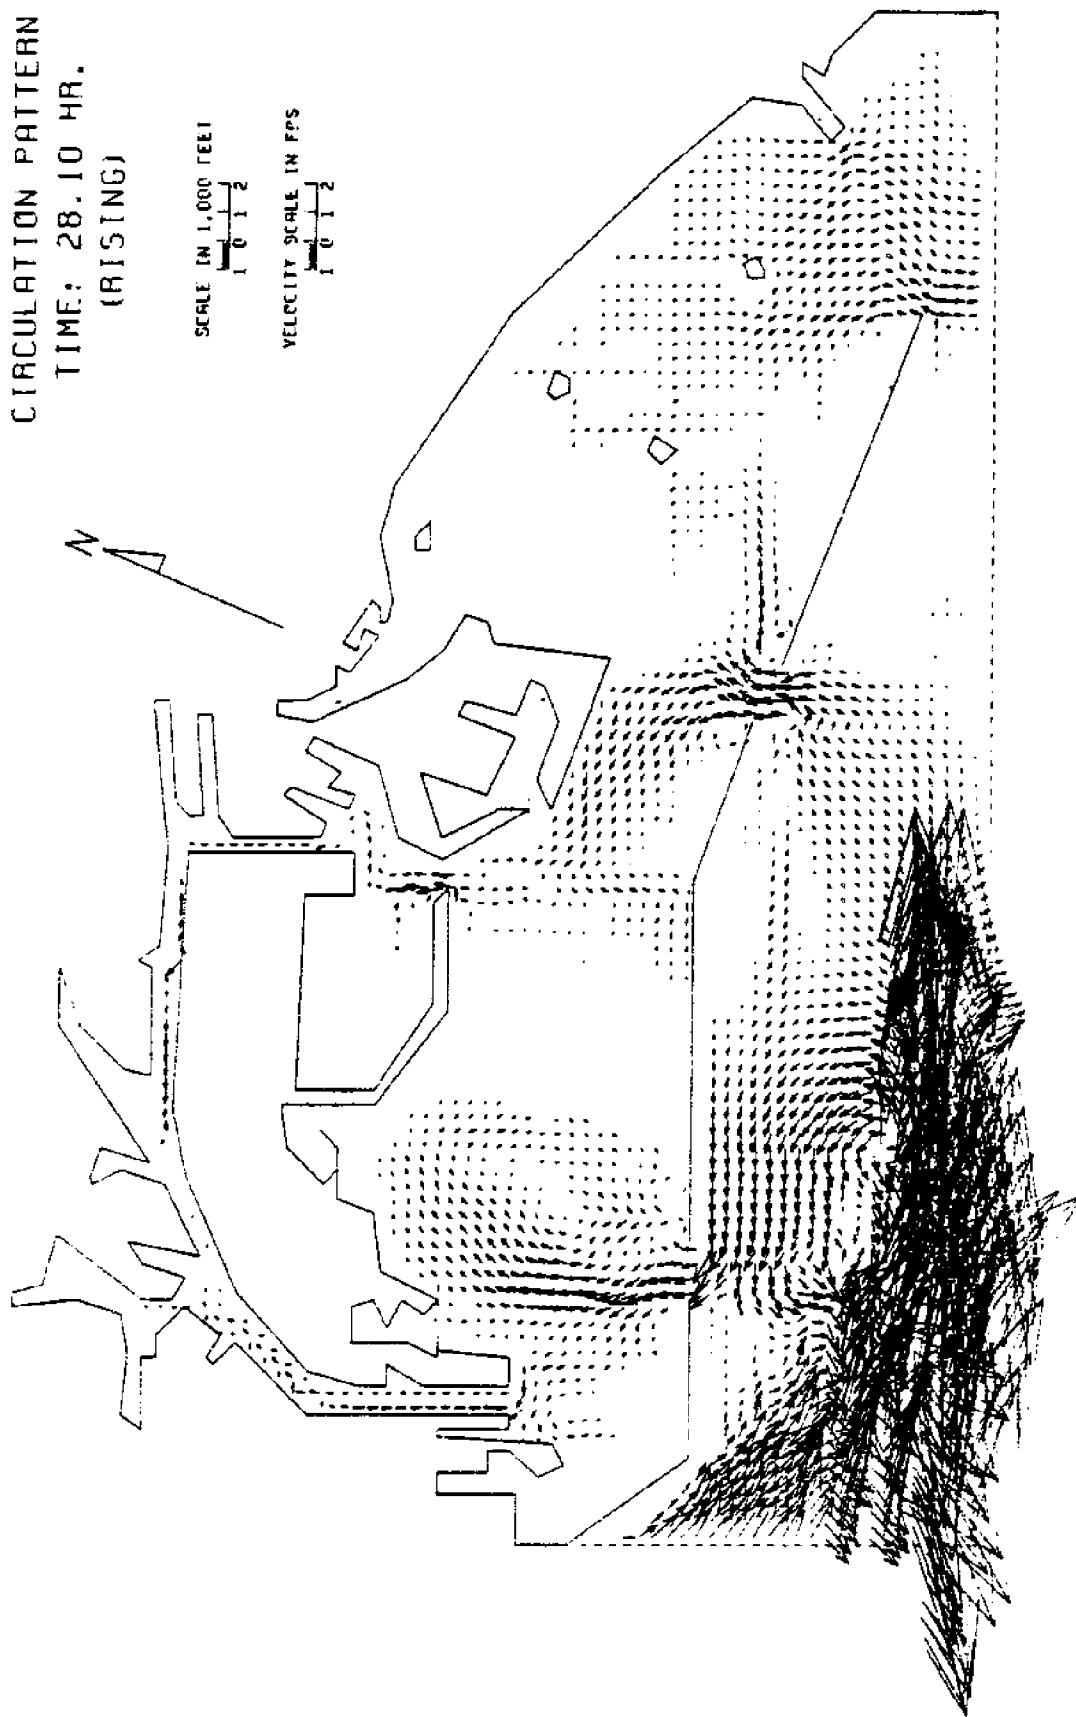 CIRCULATION PATTERN
TIME: 28.10 HR.
(RISING)
SCALE IN 1,000 FEET
1 0 1 2
VELOCITY SCALE IN FPS
1 0 1 2
N